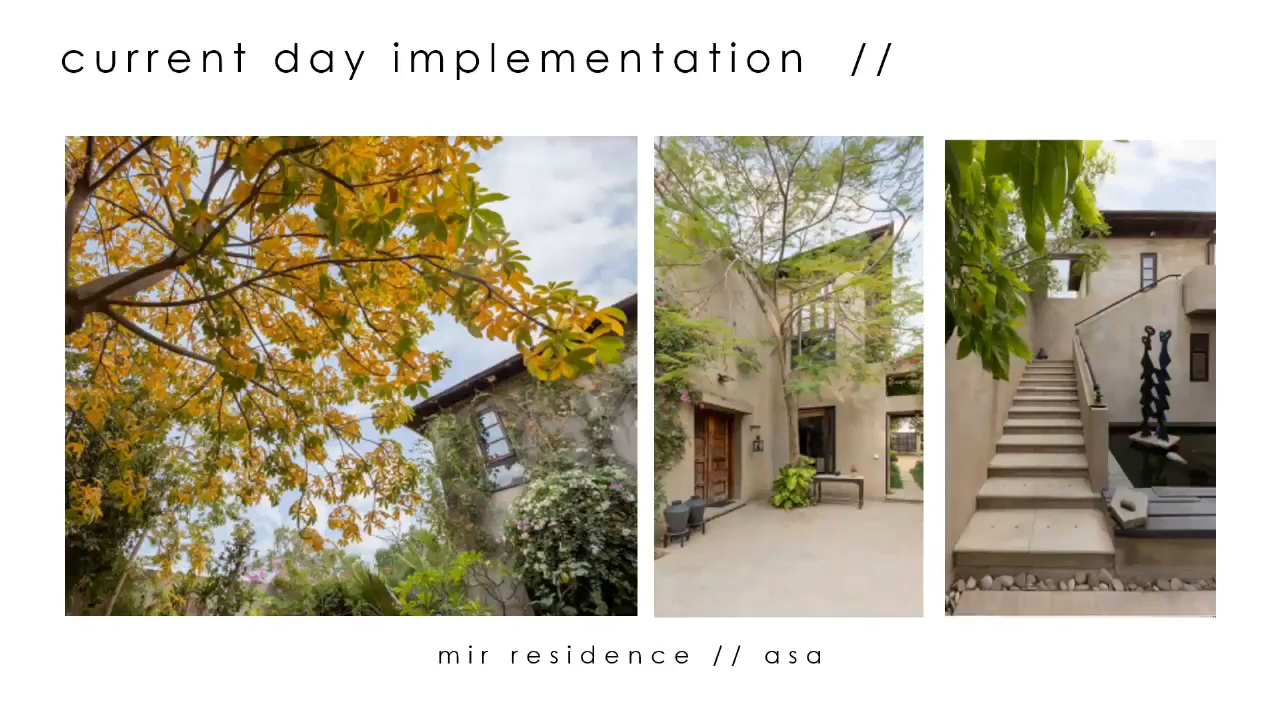 current day implementation //
mir residence // asa